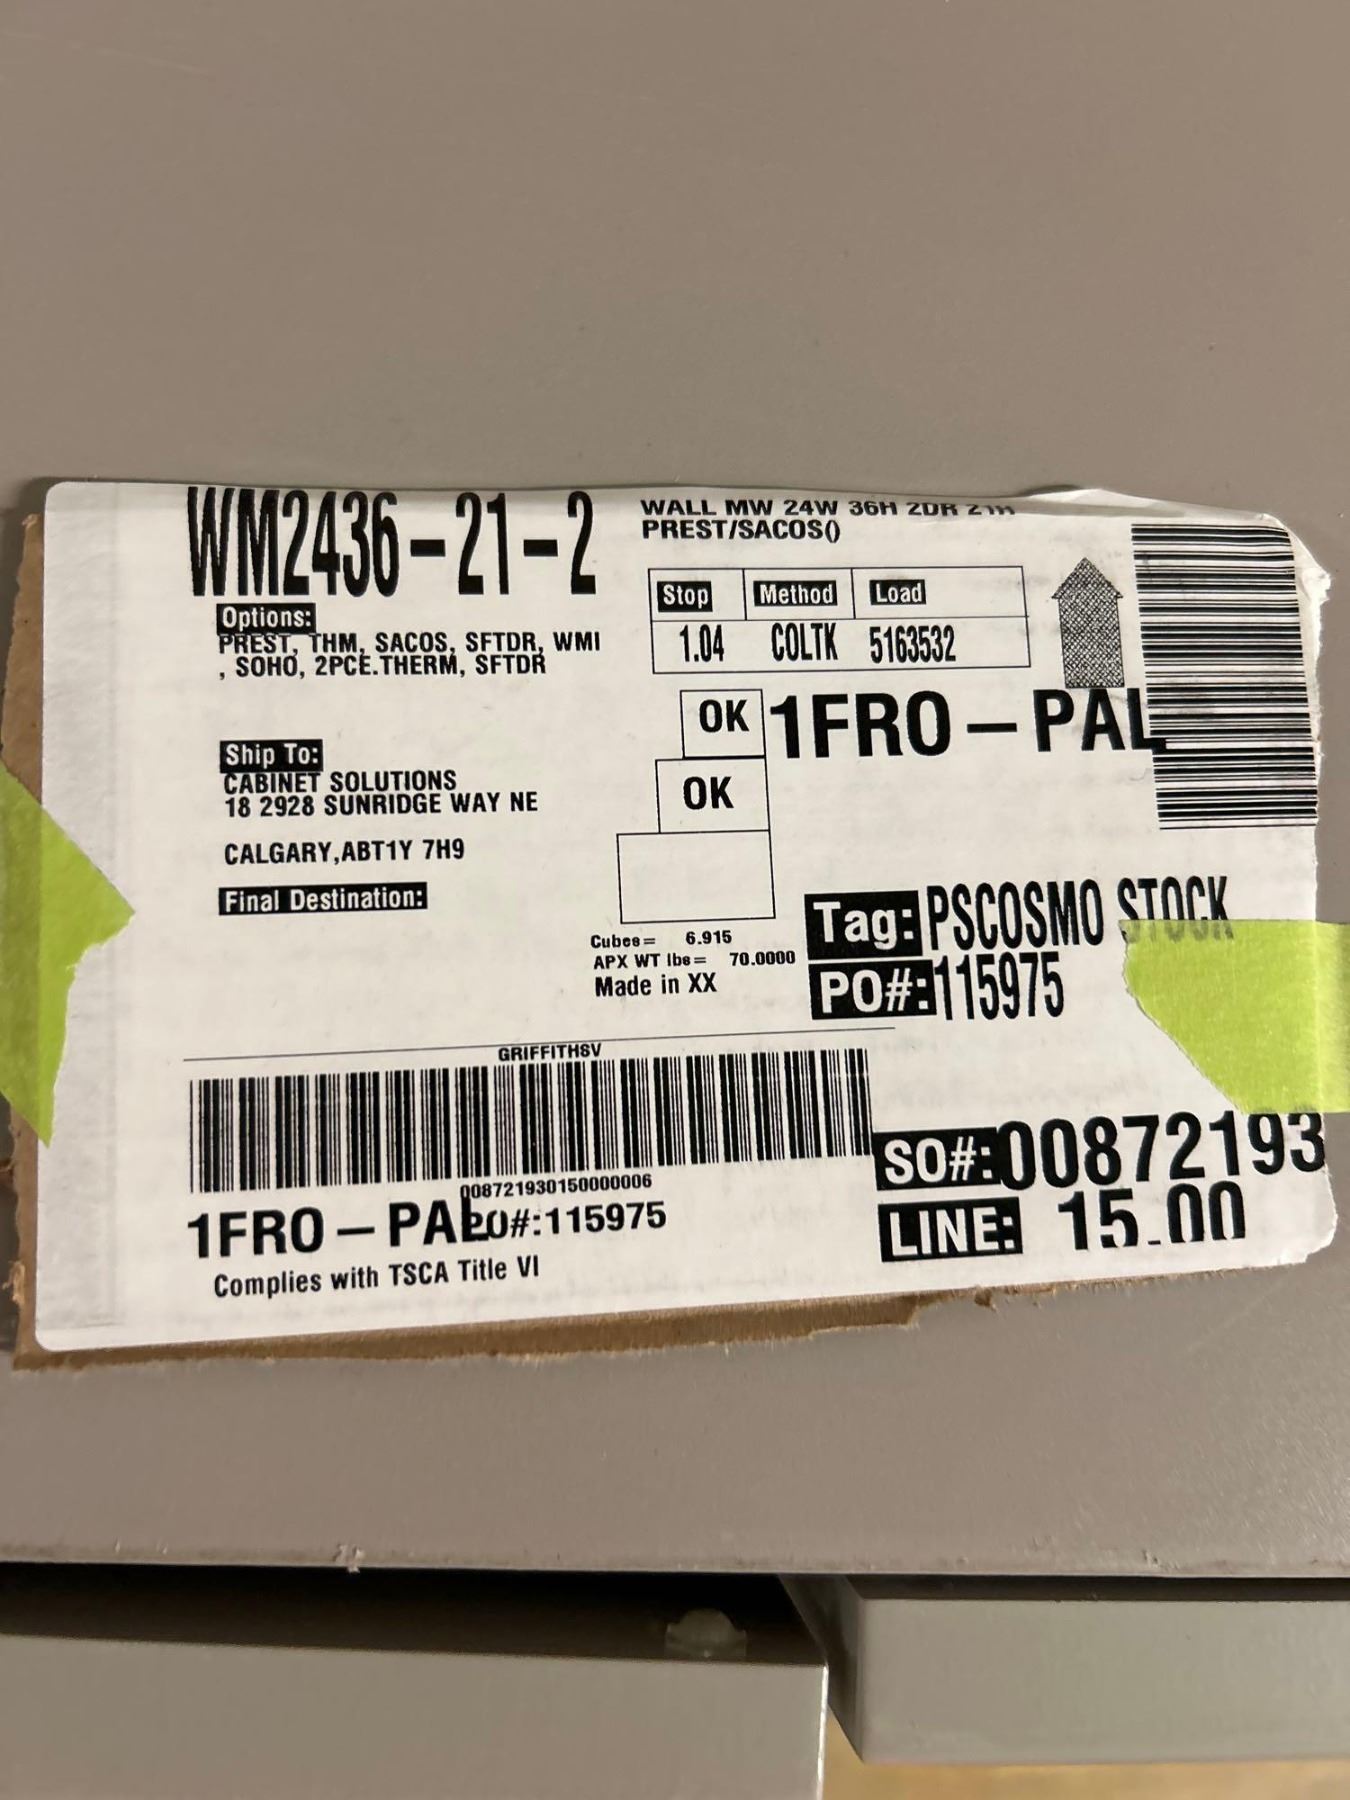 WM2436-21-2
WALL MW 24W 36H 2DR 21H
PREST/SACOS()
Options:
PREST, THM, SACOS, SFTDR, WMI
, SOHO, 2PCE.THERM, SFTDR
Stop Method Load
1.04 COLTK 5163532
OK
1FRO-PAL
OK
Ship To:
CABINET SOLUTIONS
18 2928 SUNRIDGE WAY NE
CALGARY,ABT1Y 7H9
Final Destination:
Cubes= 6.915
APX WT lbs= 70.0000
Made in XX
Tag: PSCOSMO STOCK
PO#: 115975
GRIFFITHSV
008721930150000006
1FRO-PAL
PO#:115975
Complies with TSCA Title VI
SO#:00872193
LINE: 15.00